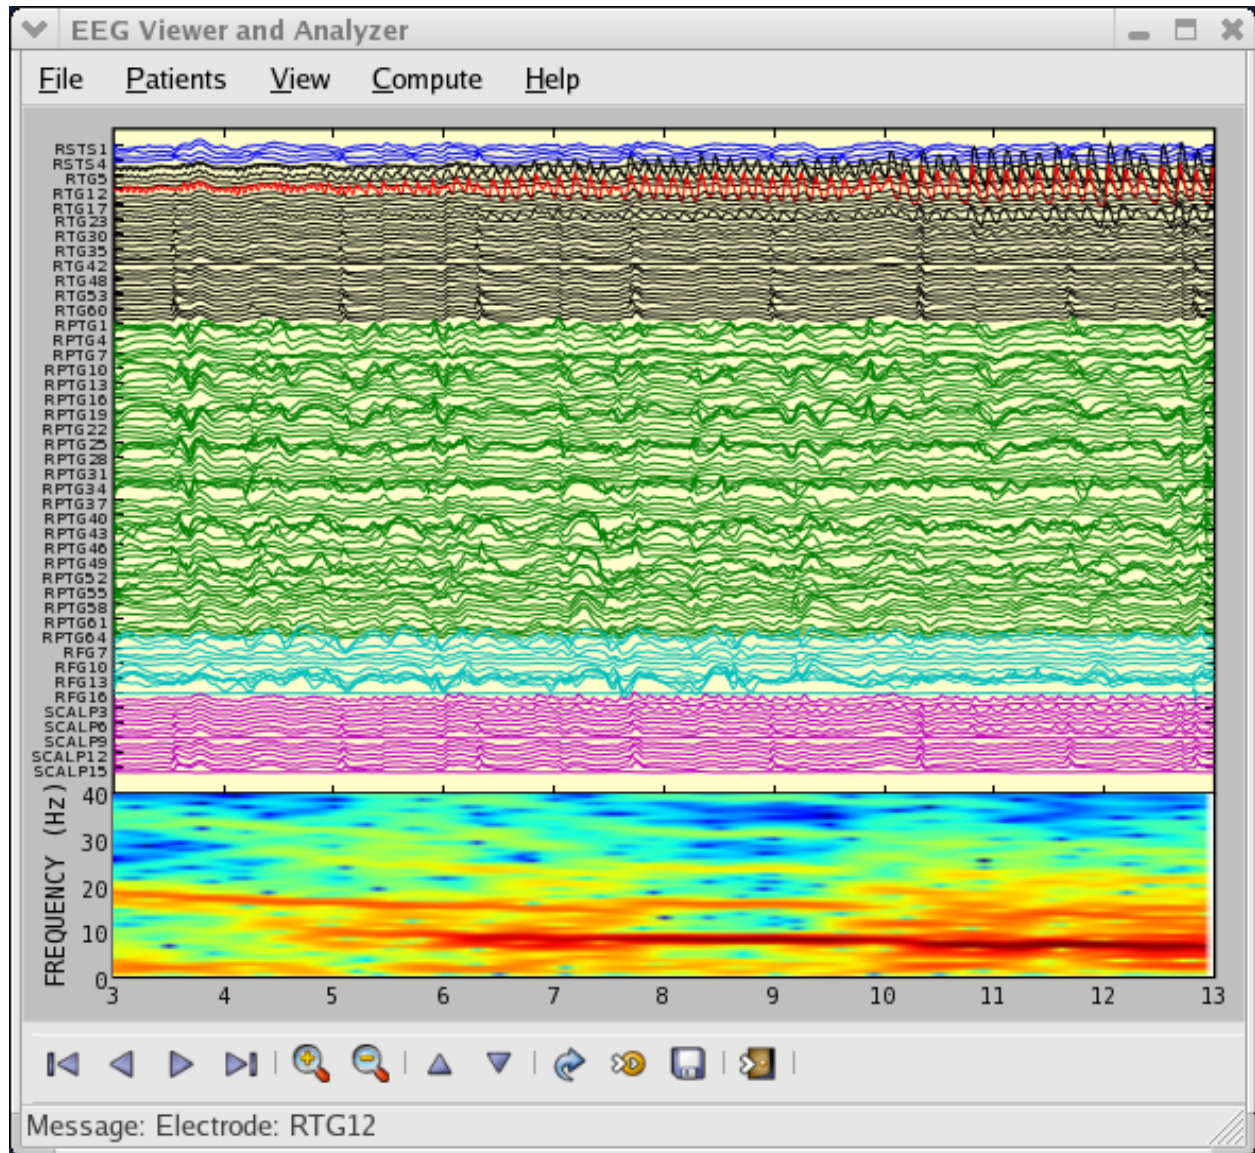 EEG Viewer and Analyzer
File Patients View Compute Help
RSTS1
RSTS4
RTG5
RTG12
RTG17
RTG23
RTG30
RTG35
RTG42
RTG48
RTG53
RTG60
RPTG1
RPTG4
RPTG7
RPTG10
RPTG13
RPTG16
RPTG19
RPTG22
RPTG25
RPTG28
RPTG31
RPTG34
RPTG37
RPTG40
RPTG43
RPTG46
RPTG49
RPTG52
RPTG55
RPTG58
RPTG61
RPTG64
RFG7
RFG10
RFG13
RFG16
SCALP3
SCALP6
SCALP9
SCALP12
SCALP15
FREQUENCY (Hz)
40
30
20
10
0
3 4 5 6 7 8 9 10 11 12 13
Message: Electrode: RTG12